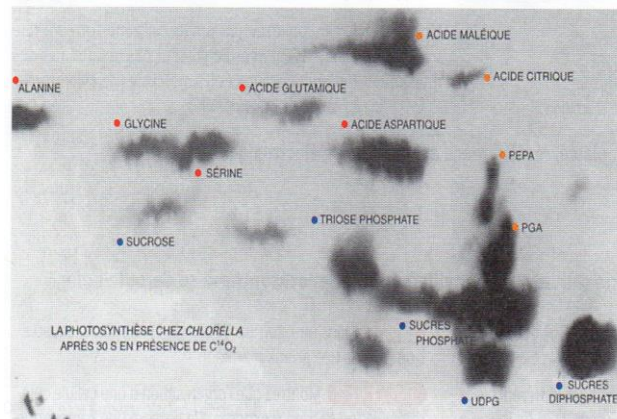 ACIDE MALÉIQUE
ACIDE CITRIQUE
ALANINE
ACIDE GLUTAMIQUE
GLYCINE
ACIDE ASPARTIQUE
PEPA
SÉRINE
TRIOSE PHOSPHATE
PGA
SUCROSE
LA PHOTOSYNTHÈSE CHEZ CHLORELLA
APRÈS 30 S EN PRÉSENCE DE C¹⁴O₂
SUCRES
PHOSPHATE
UDPG
SUCRES
DIPHOSPHATE